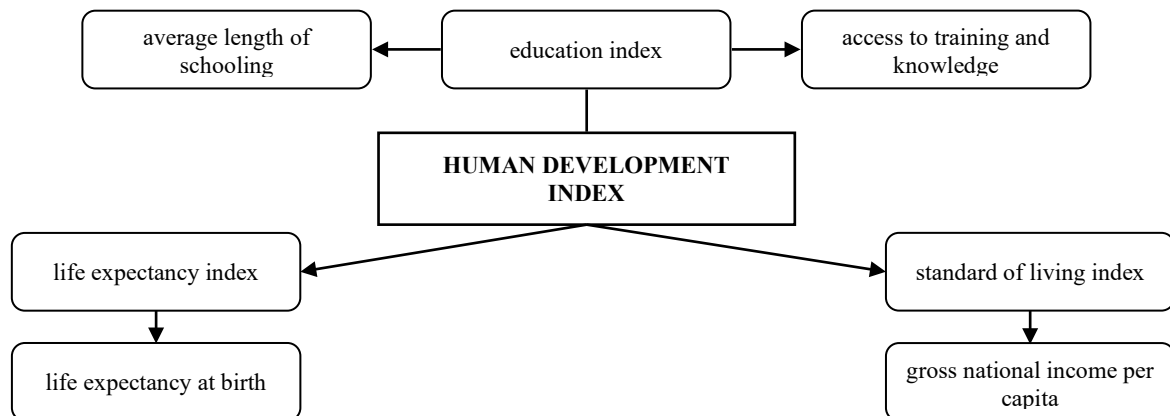 average length of
schooling
education index
access to training and
knowledge
HUMAN DEVELOPMENT
INDEX
life expectancy index
standard of living index
life expectancy at birth
gross national income per
capita